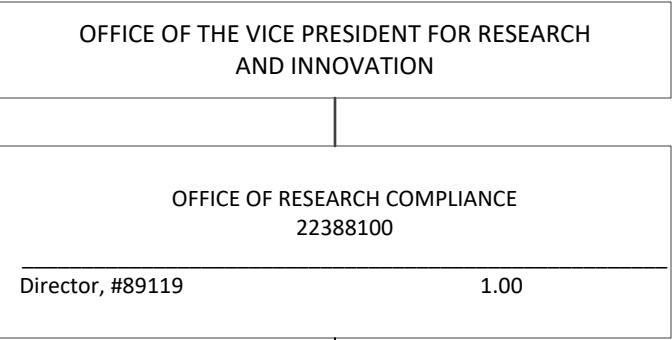 OFFICE OF THE VICE PRESIDENT FOR RESEARCH
AND INNOVATION
OFFICE OF RESEARCH COMPLIANCE
22388100
Director, #89119 1.00